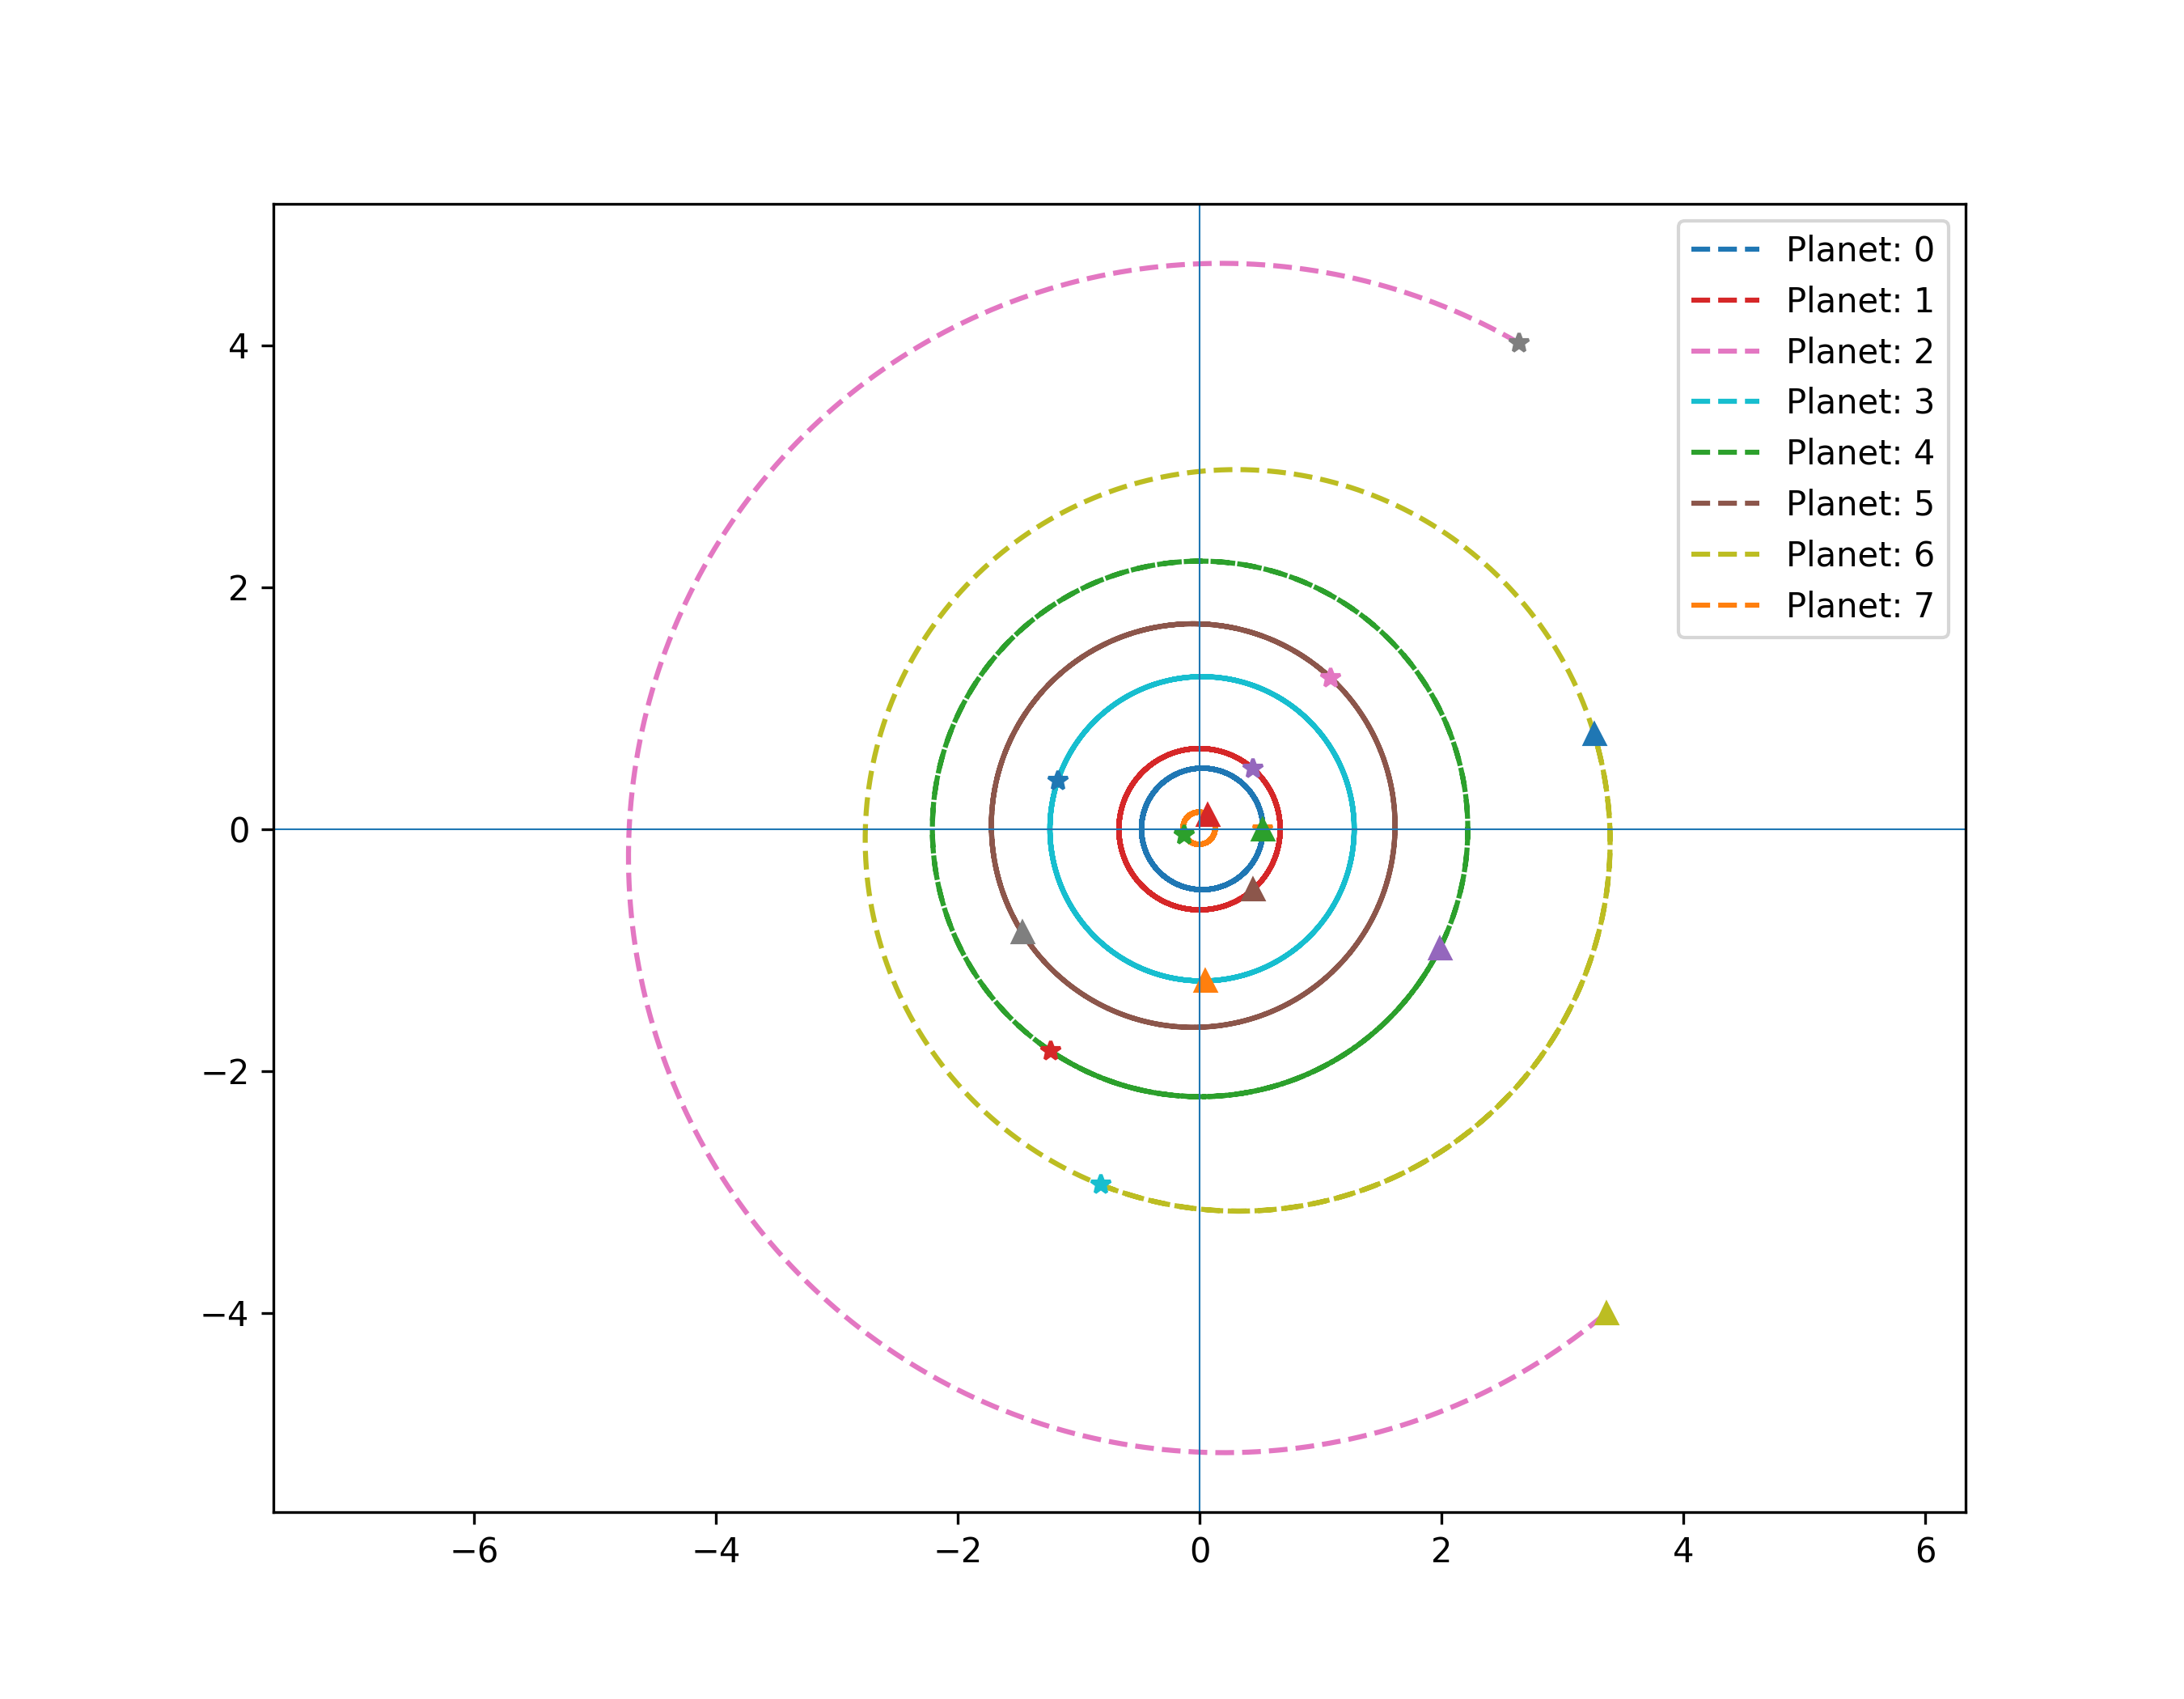 Planet: 0
Planet: 1
Planet: 2
Planet: 3
Planet: 4
Planet: 5
Planet: 6
Planet: 7
4
2
0
−2
−4
−6 −4 −2 0 2 4 6